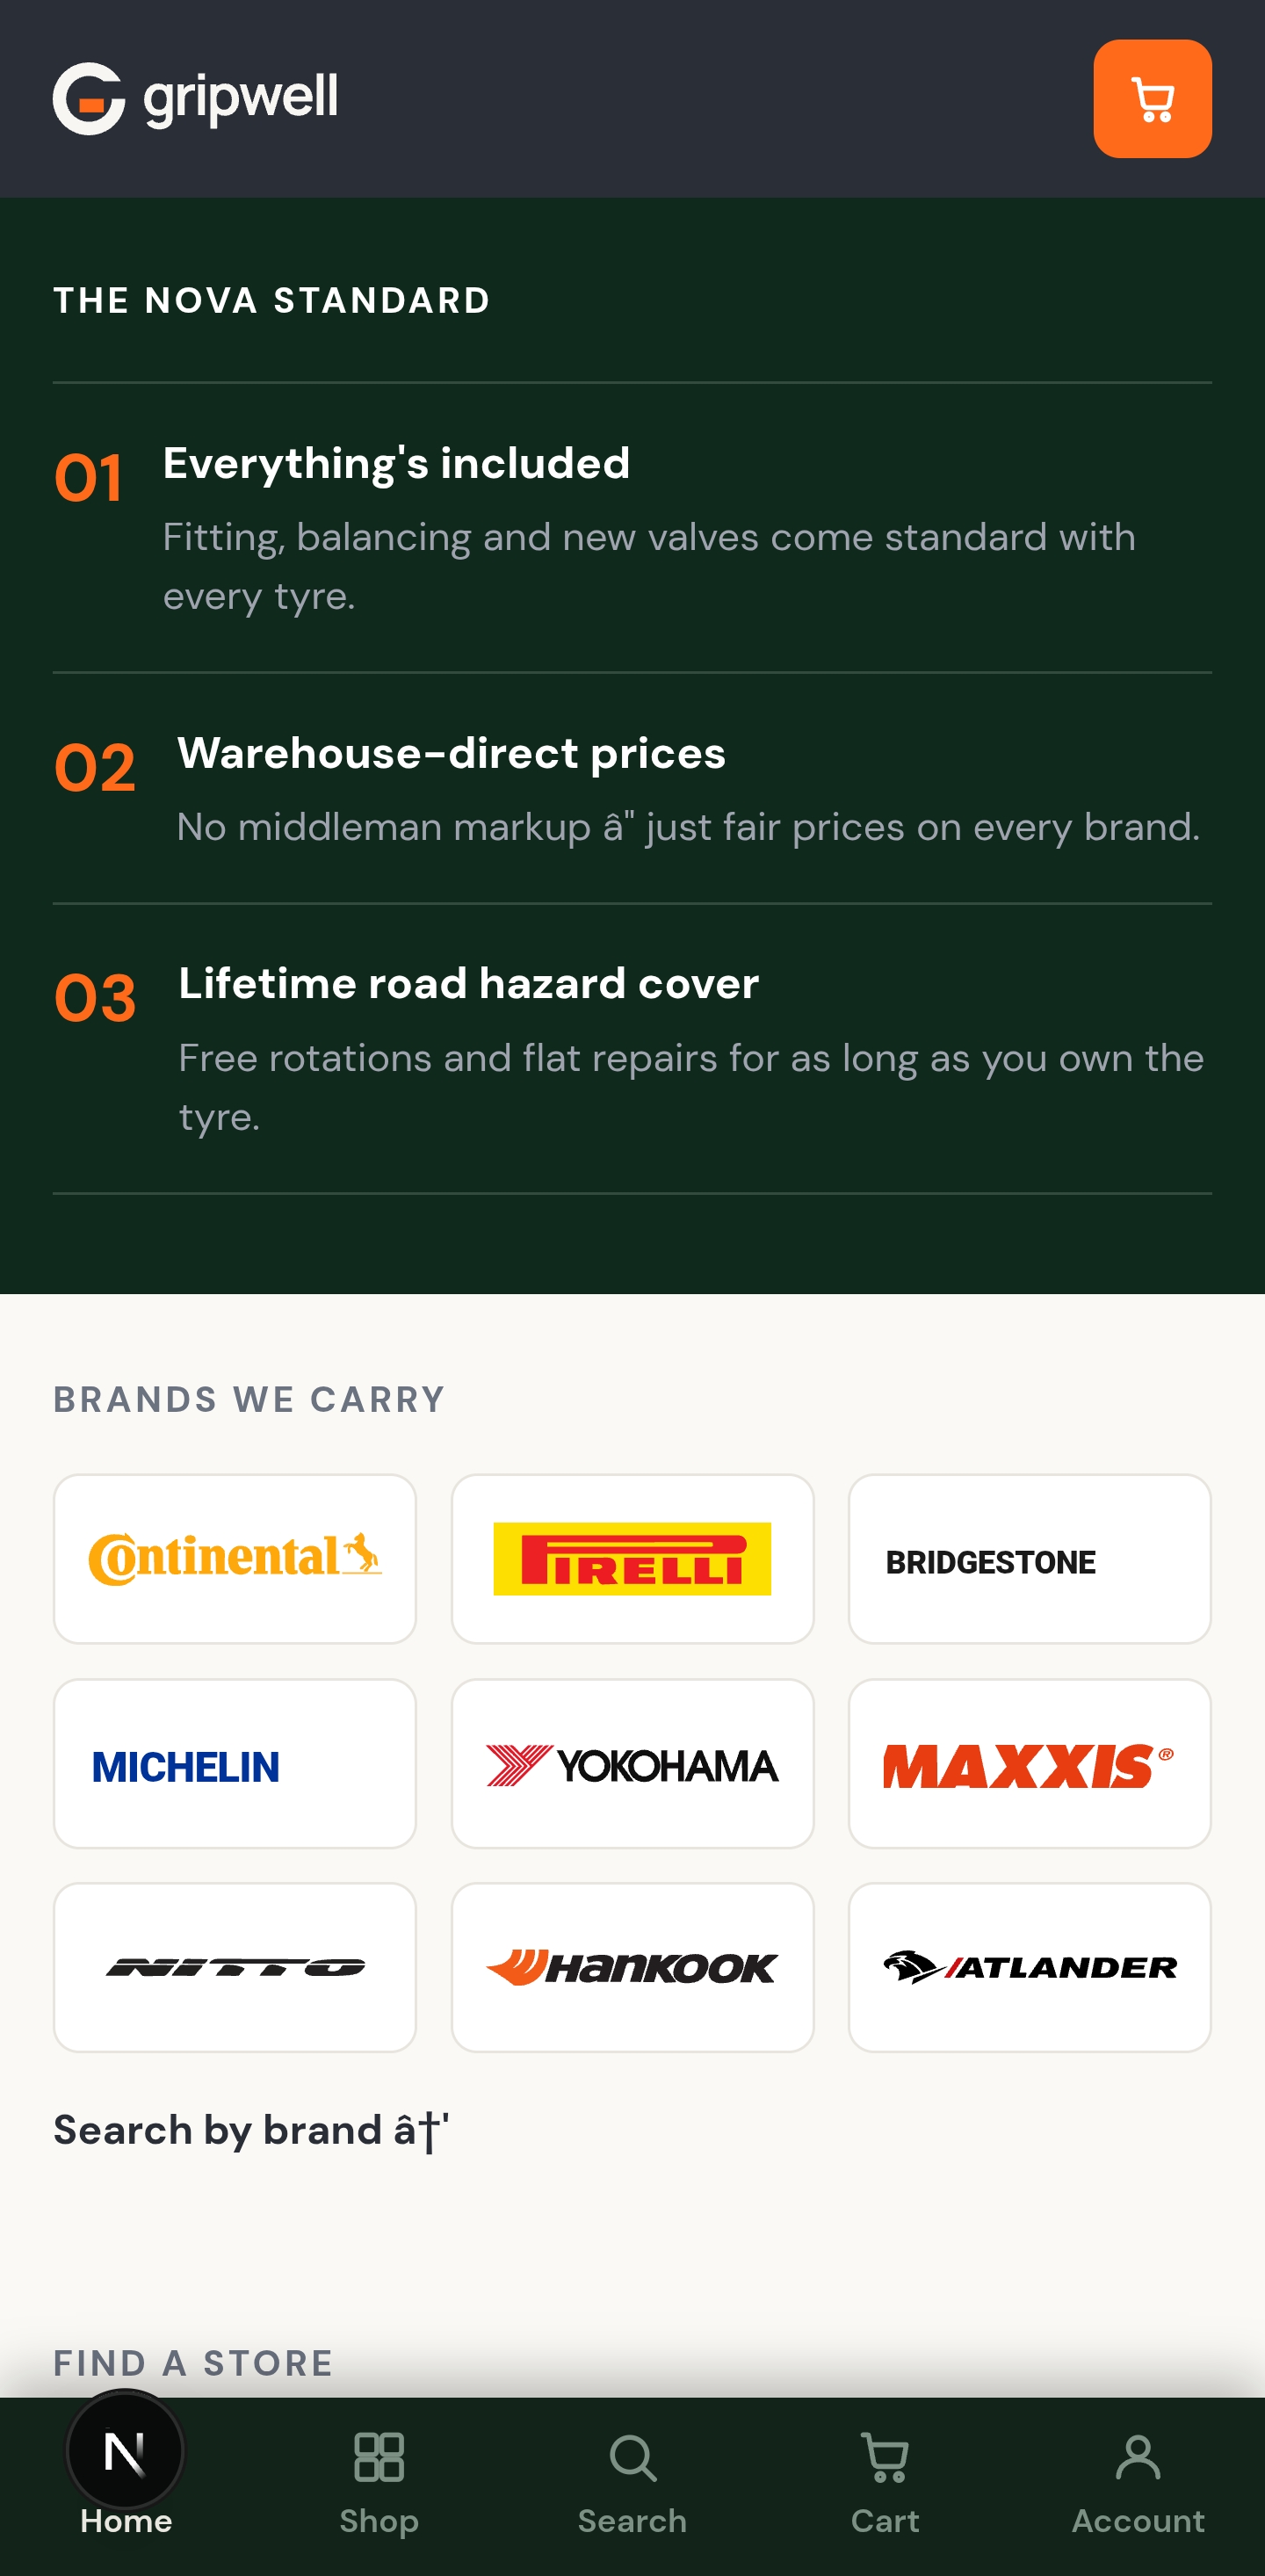 gripwell
THE NOVA STANDARD
01
Everything's included
Fitting, balancing and new valves come standard with
every tyre.
02
Warehouse-direct prices
No middleman markup â" just fair prices on every brand.
03
Lifetime road hazard cover
Free rotations and flat repairs for as long as you own the
tyre.
BRANDS WE CARRY
Continental
PIRELLI
BRIDGESTONE
MICHELIN
YOKOHAMA
MAXXIS®
NITTO
HANKOOK
ATLANDER
Search by brand â†'
FIND A STORE
N
Home
Shop
Search
Cart
Account